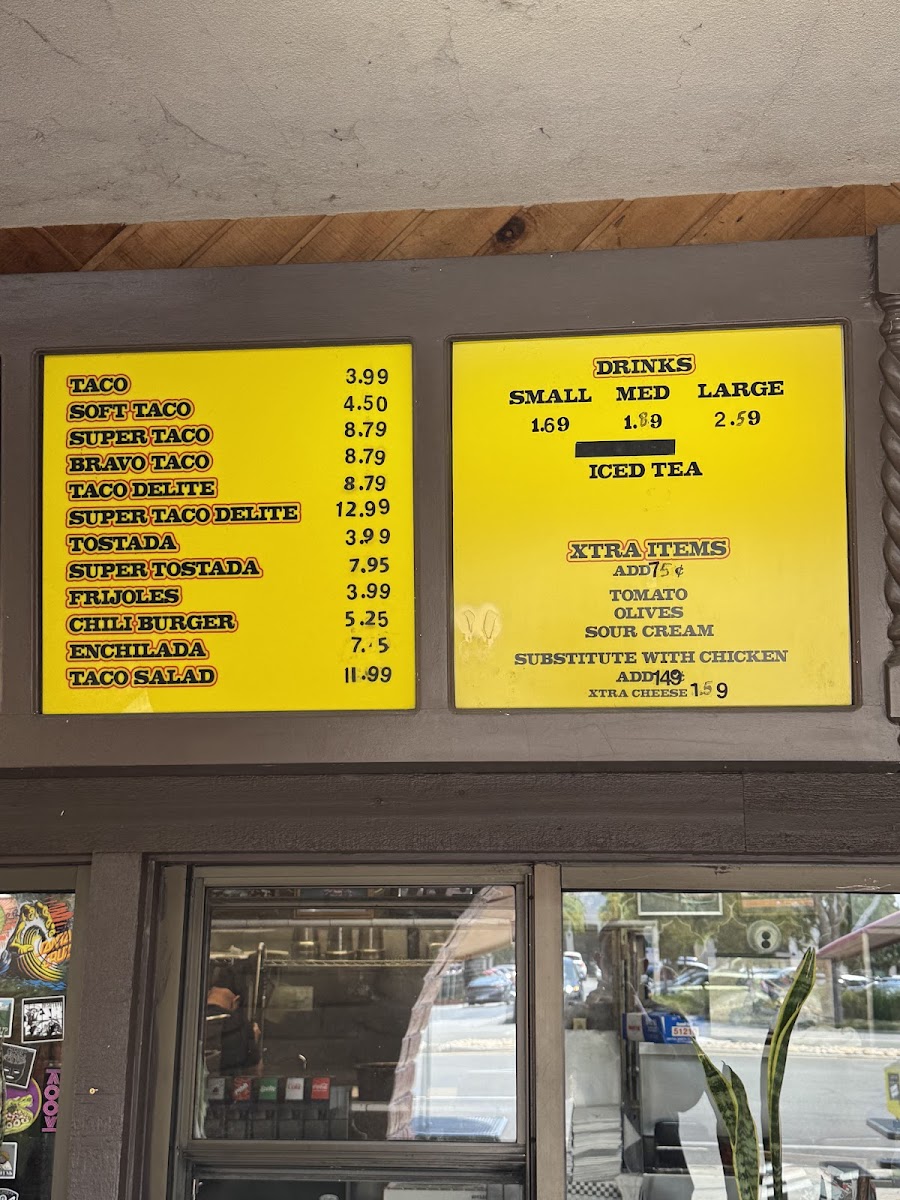 TACO 3.99
SOFT TACO 4.50
SUPER TACO 8.79
BRAVO TACO 8.79
TACO DELITE 8.79
SUPER TACO DELITE 12.99
TOSTADA 3.99
SUPER TOSTADA 7.95
FRIJOLES 3.99
CHILI BURGER 5.25
ENCHILADA
TACO SALAD 11.99
DRINKS
SMALL MED LARGE
1.69 1.89 2.59
ICED TEA
XTRA ITEMS
ADD 75¢
TOMATO
OLIVES
SOUR CREAM
SUBSTITUTE WITH CHICKEN
ADD 149
XTRA CHEESE 1.59
5121